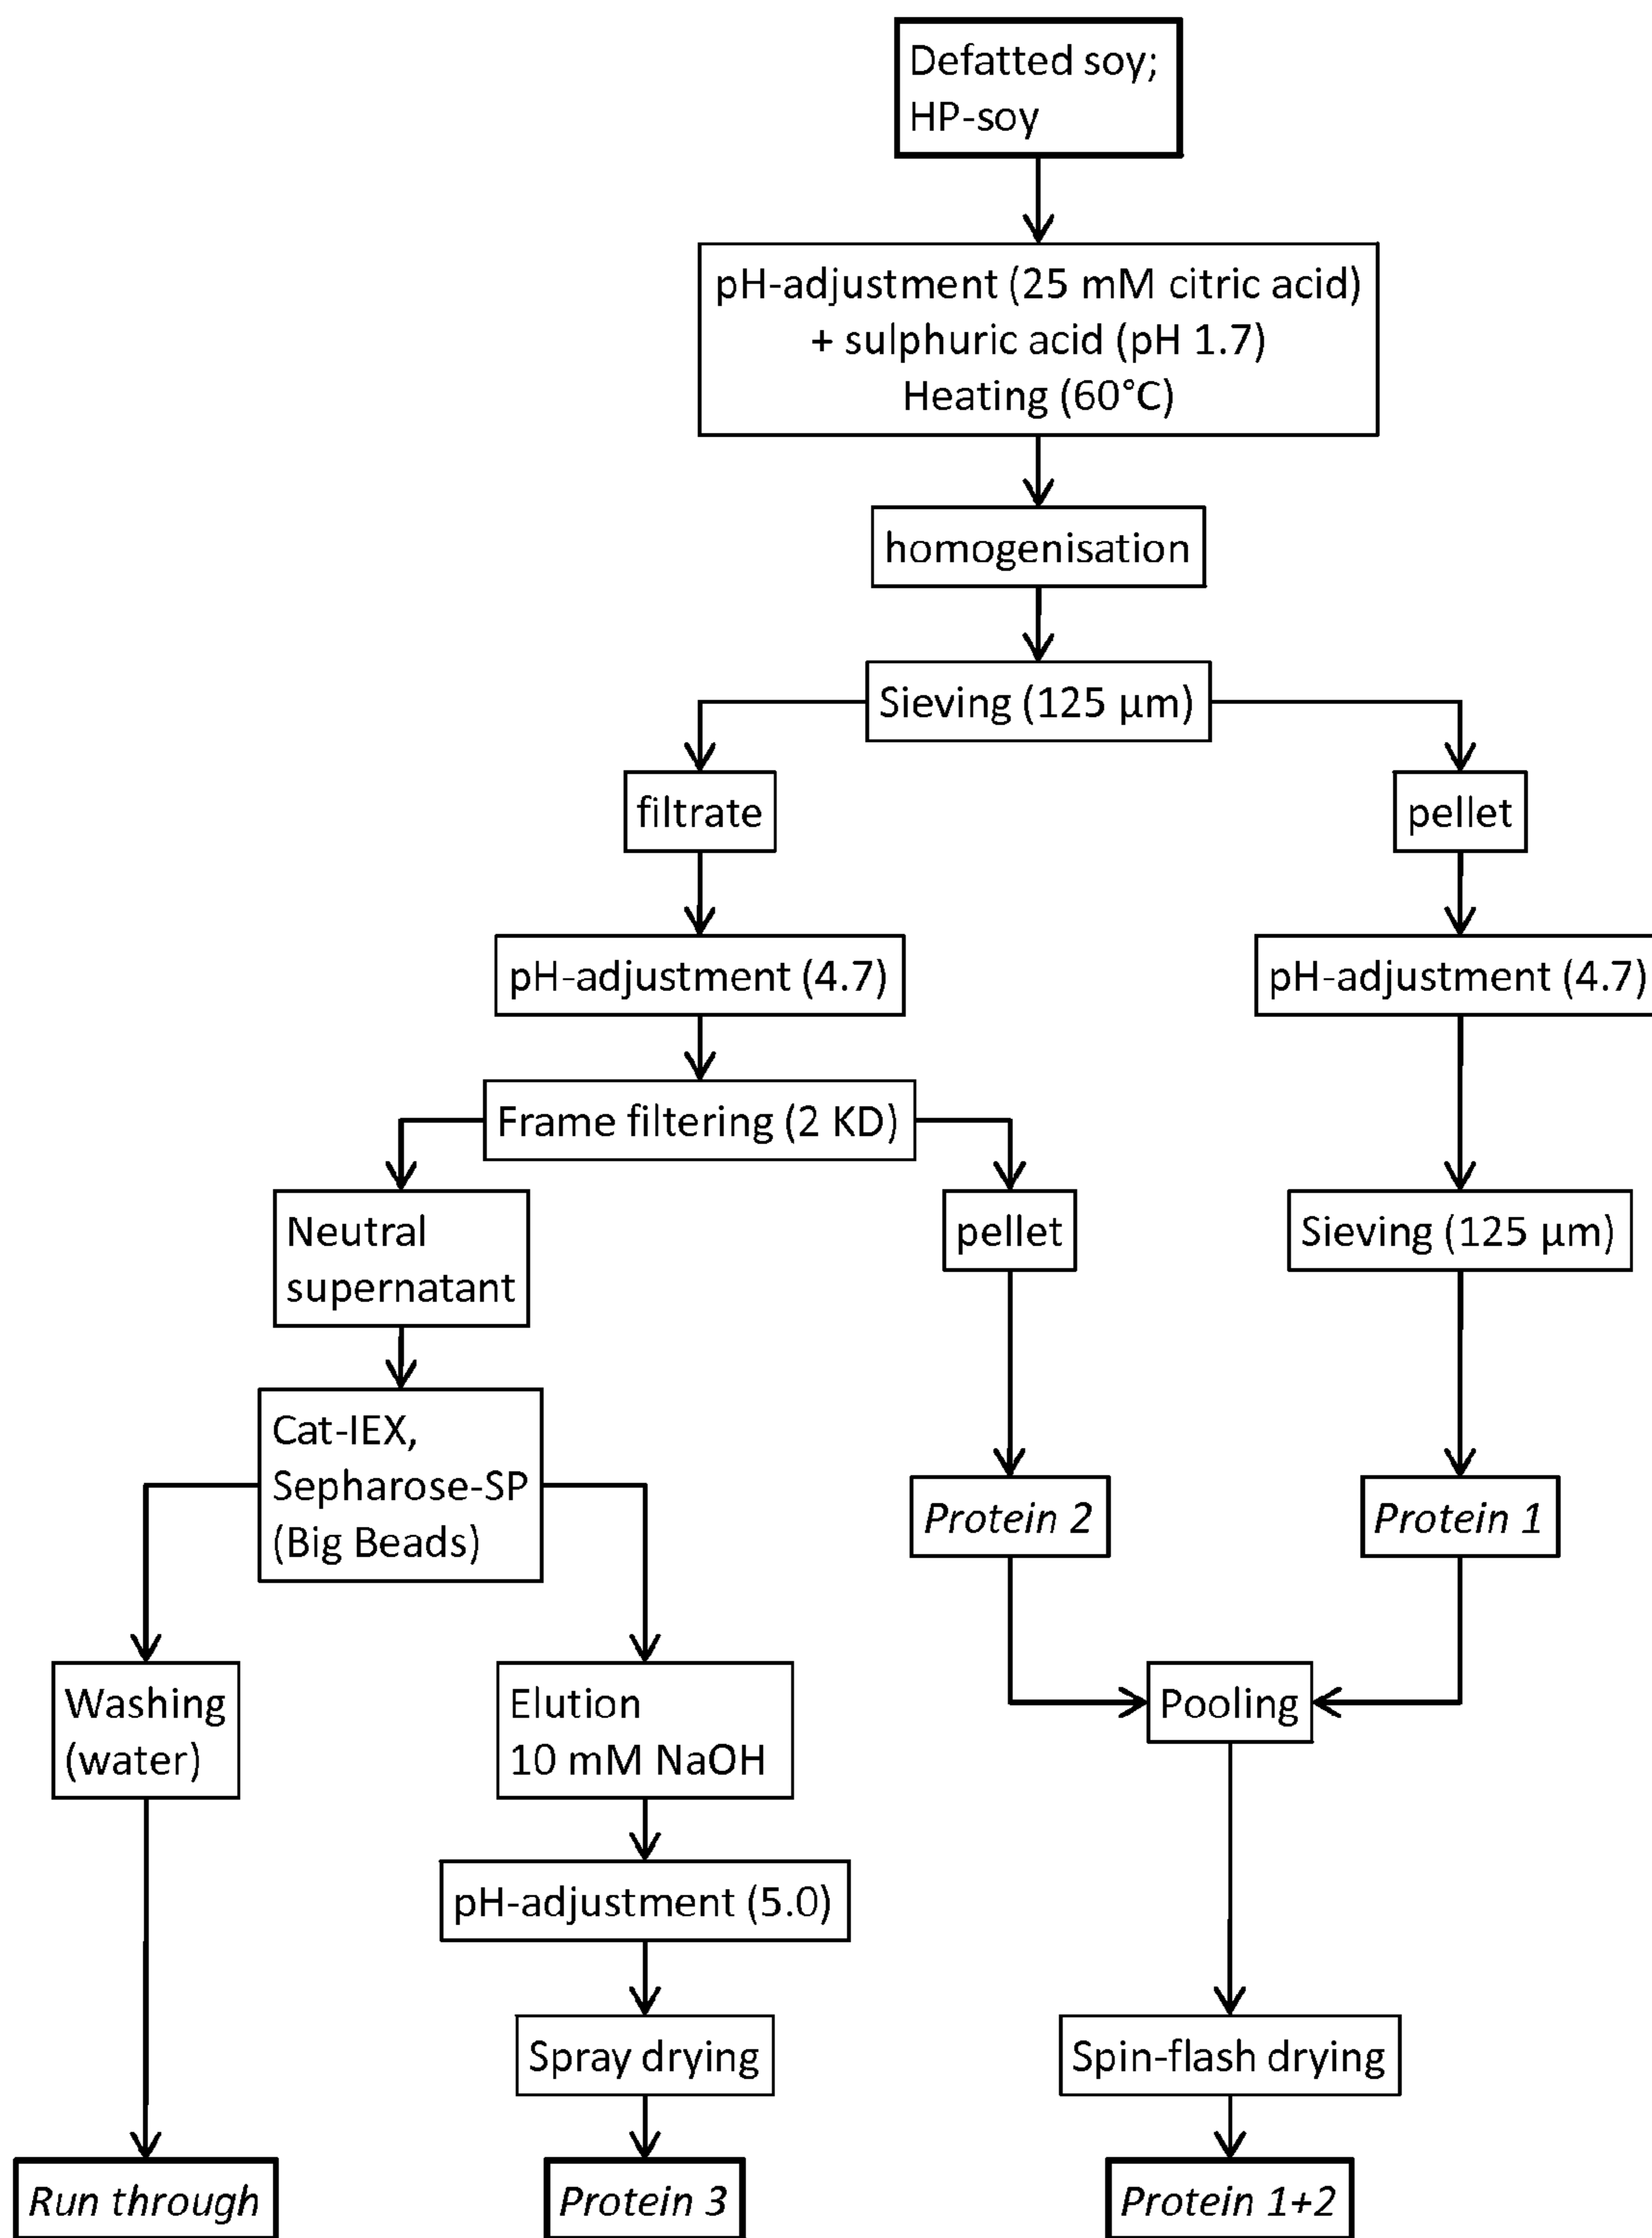 Defatted soy;
HP-soy
pH-adjustment (25 mM citric acid)
+ sulphuric acid (pH 1.7)
Heating (60°C)
homogenisation
Sieving (125 µm)
filtrate
pellet
pH-adjustment (4.7)
pH-adjustment (4.7)
Frame filtering (2 KD)
Neutral
supernatant
pellet
Sieving (125 µm)
Cat-IEX,
Sepharose-SP
(Big Beads)
Protein 2
Protein 1
Washing
(water)
Elution
10 mM NaOH
Pooling
pH-adjustment (5.0)
Spray drying
Spin-flash drying
Run through
Protein 3
Protein 1+2